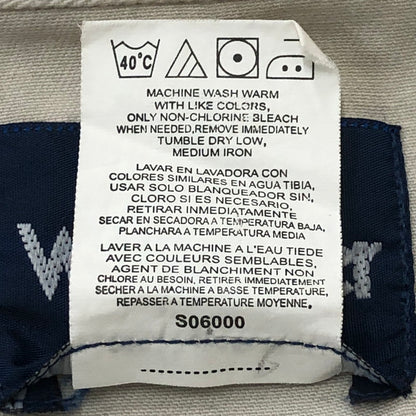 40°C
MACHINE WASH WARM
WITH LIKE COLORS,
ONLY NON-CHLORINE BLEACH
WHEN NEEDED,REMOVE IMMEDIATELY
TUMBLE DRY LOW,
MEDIUM IRON
LAVAR EN LAVADORA CON
COLORES SIMILARES EN AGUA TIBIA,
USAR SOLO BLANQUEADOR SIN,
CLORO SI ES NECESARIO,
RETIRAR IMMEDIATAMENTE
SECAR EN SECADORA A TEMPERATURA BAJA,
PLANCHARA A TEMPERATURA MEDIA
LAVER A LA MACHINE A L'EAU TIEDE
AVEC COULEURS SEMBLABLES,
AGENT DE BLANCHIMENT NON
CHLORE AU BESOIN, RETIRER IMMÉDIATEMENT
SECHER A LA MACHINE A BASSE TEMPERATURE,
REPASSER A TEMPERATURE MOYENNE.
S06000